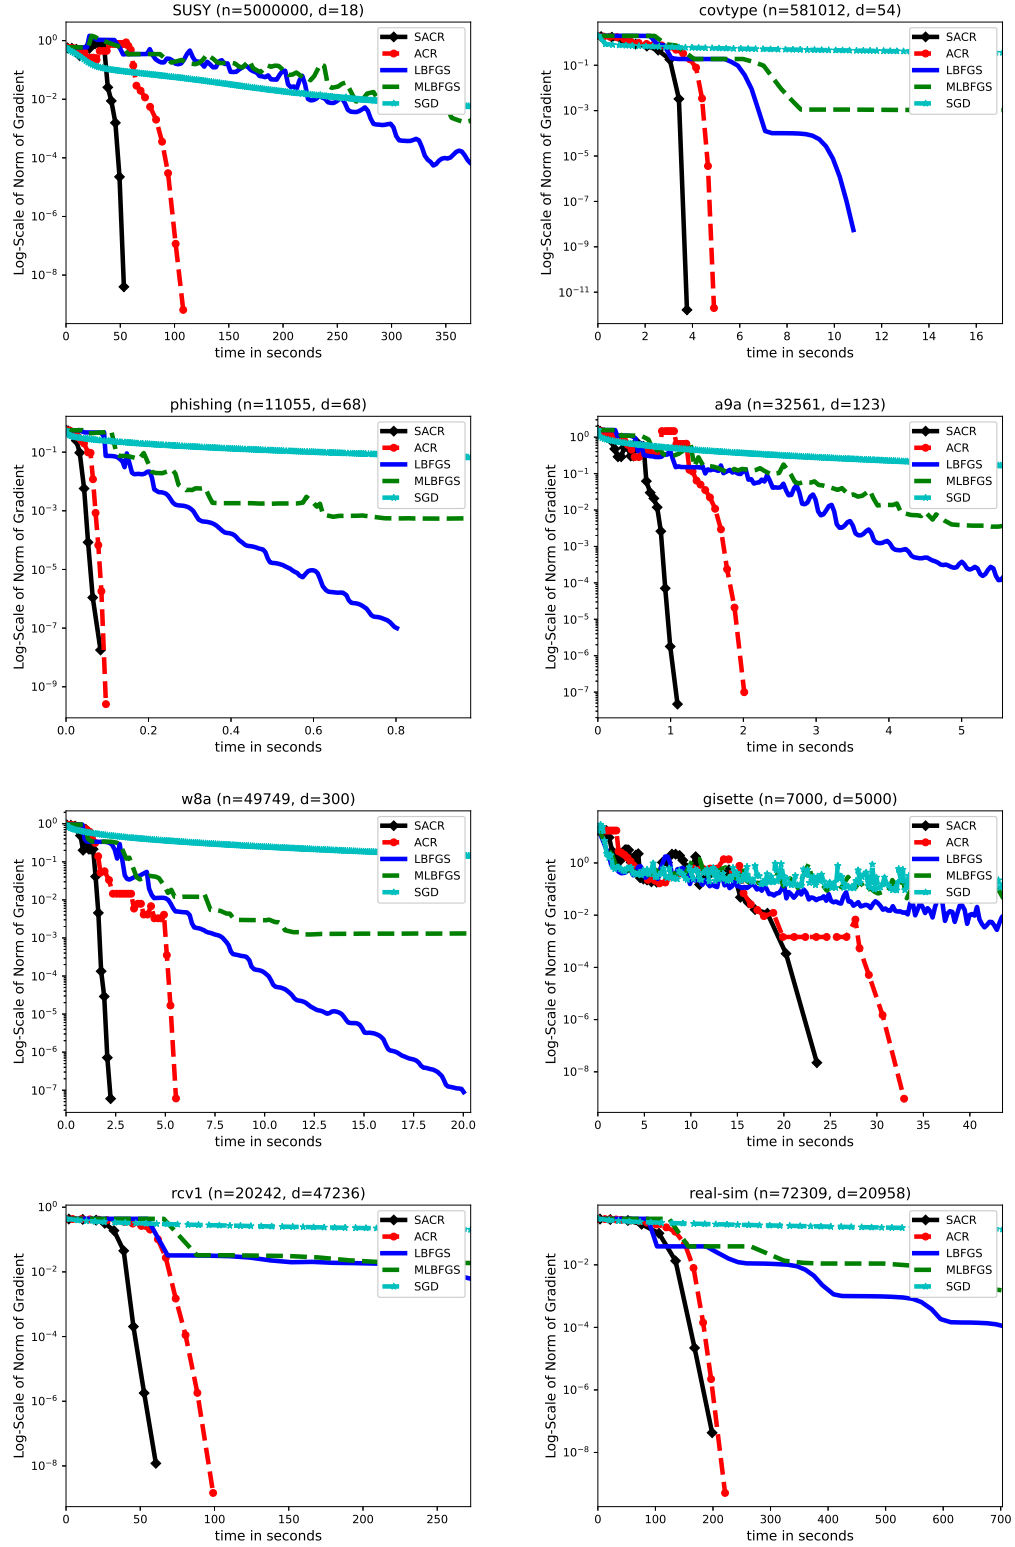 SUSY (n=5000000, d=18)
Log-Scale of Norm of Gradient
10⁰
10⁻²
10⁻⁴
10⁻⁶
10⁻⁸
SACR
ACR
LBFGS
MLBFGS
SGD
0 50 100 150 200 250 300 350
time in seconds
covtype (n=581012, d=54)
Log-Scale of Norm of Gradient
10⁻¹
10⁻³
10⁻⁵
10⁻⁷
10⁻⁹
10⁻¹¹
SACR
ACR
LBFGS
MLBFGS
SGD
0 2 4 6 8 10 12 14 16
time in seconds
phishing (n=11055, d=68)
Log-Scale of Norm of Gradient
10⁻¹
10⁻³
10⁻⁵
10⁻⁷
10⁻⁹
SACR
ACR
LBFGS
MLBFGS
SGD
0.0 0.2 0.4 0.6 0.8
time in seconds
a9a (n=32561, d=123)
Log-Scale of Norm of Gradient
10⁰
10⁻¹
10⁻²
10⁻³
10⁻⁴
10⁻⁵
10⁻⁶
10⁻⁷
SACR
ACR
LBFGS
MLBFGS
SGD
0 1 2 3 4 5
time in seconds
w8a (n=49749, d=300)
Log-Scale of Norm of Gradient
10⁰
10⁻¹
10⁻²
10⁻³
10⁻⁴
10⁻⁵
10⁻⁶
10⁻⁷
SACR
ACR
LBFGS
MLBFGS
SGD
0.0 2.5 5.0 7.5 10.0 12.5 15.0 17.5 20.0
time in seconds
gisette (n=7000, d=5000)
Log-Scale of Norm of Gradient
10⁰
10⁻²
10⁻⁴
10⁻⁶
10⁻⁸
SACR
ACR
LBFGS
MLBFGS
SGD
0 5 10 15 20 25 30 35 40
time in seconds
rcv1 (n=20242, d=47236)
Log-Scale of Norm of Gradient
10⁰
10⁻²
10⁻⁴
10⁻⁶
10⁻⁸
SACR
ACR
LBFGS
MLBFGS
SGD
0 50 100 150 200 250
time in seconds
real-sim (n=72309, d=20958)
Log-Scale of Norm of Gradient
10⁻²
10⁻⁴
10⁻⁶
10⁻⁸
SACR
ACR
LBFGS
MLBFGS
SGD
0 100 200 300 400 500 600 700
time in seconds